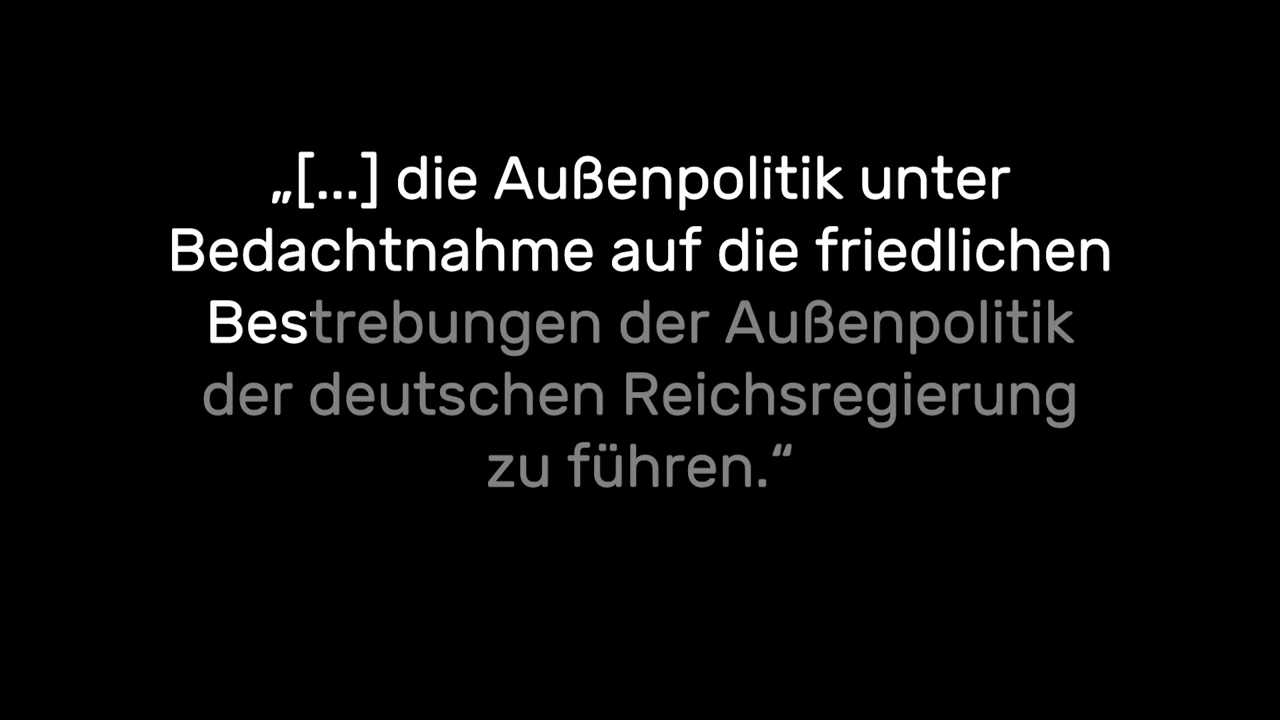 „[...] die Außenpolitik unter
Bedachtnahme auf die friedlichen
Bestrebungen der Außenpolitik
der deutschen Reichsregierung
zu führen.“